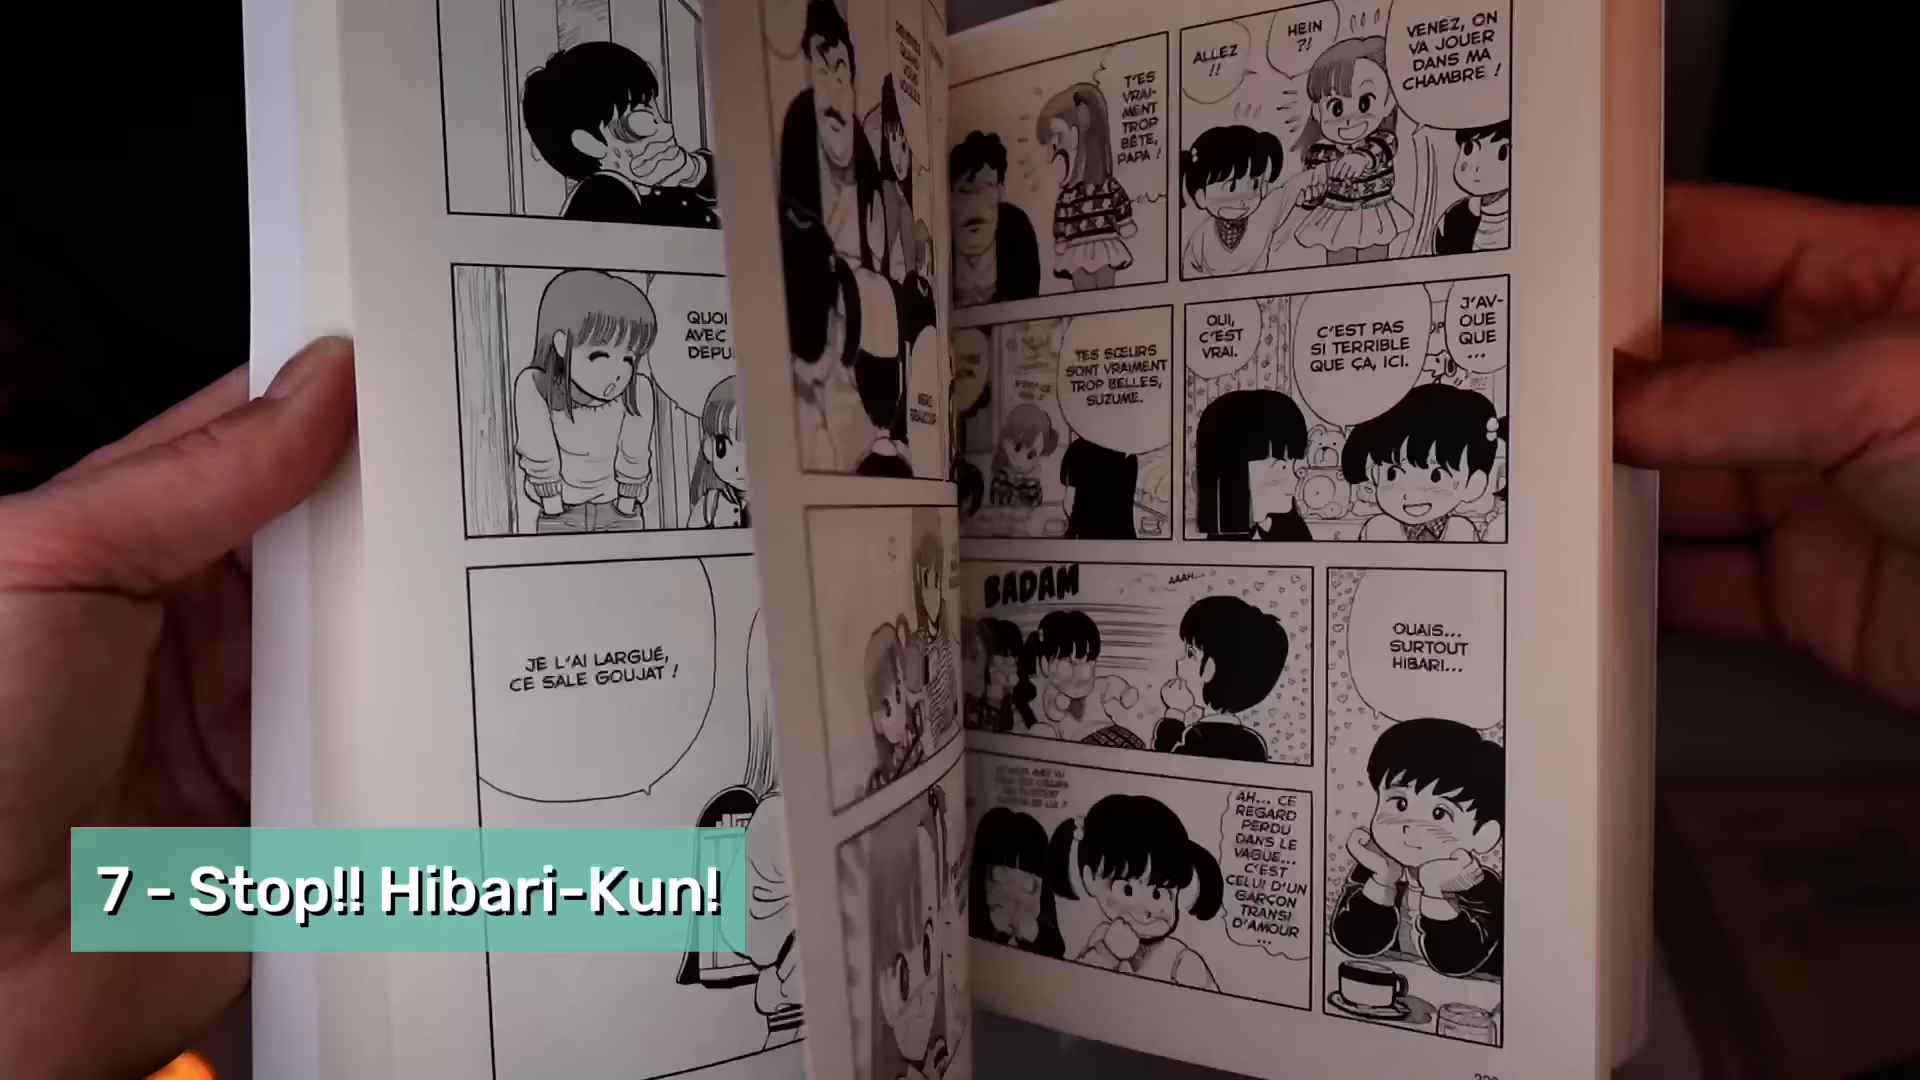 QUOI
AVEC
DEPU
JE L'AI LARGUÉ,
CE SALE GOUJAT !
T'ES
VRAI-
MENT
TROP
BÊTE,
PAPA !
ALLEZ
!!
HEIN
?!
VENEZ, ON
VA JOUER
DANS MA
CHAMBRE !
TES SŒURS
SONT VRAIMENT
TROP BELLES,
SUZUME.
OUI,
C'EST
VRAI.
C'EST PAS
SI TERRIBLE
QUE ÇA, ICI.
J'AV-
OUE
QUE
...
BADAM
AAAH...
OUAIS...
SURTOUT
HIBARI...
AH... CE
REGARD
PERDU
DANS LE
VAGUE...
C'EST
CELUI D'UN
GARÇON
TRANSI
D'AMOUR
...
7 - Stop!! Hibari-Kun!